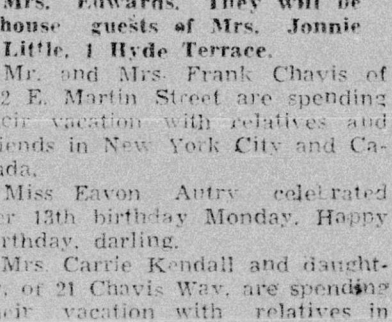 Mrs. Edwards. They will be
house guests of Mrs. Jonnie
Little, 1 Hyde Terrace.
Mr. and Mrs. Frank Chavis of
2 E. Martin Street are spending
eir vacation with relatives and
iends in New York City and Ca-
ada.
Miss Eavon Autry celebrated
er 13th birthday Monday. Happy
rthday, darling.
Mrs. Carrie Kendall and daught-
, of 21 Chavis Way, are spending
eir vacation with relatives in